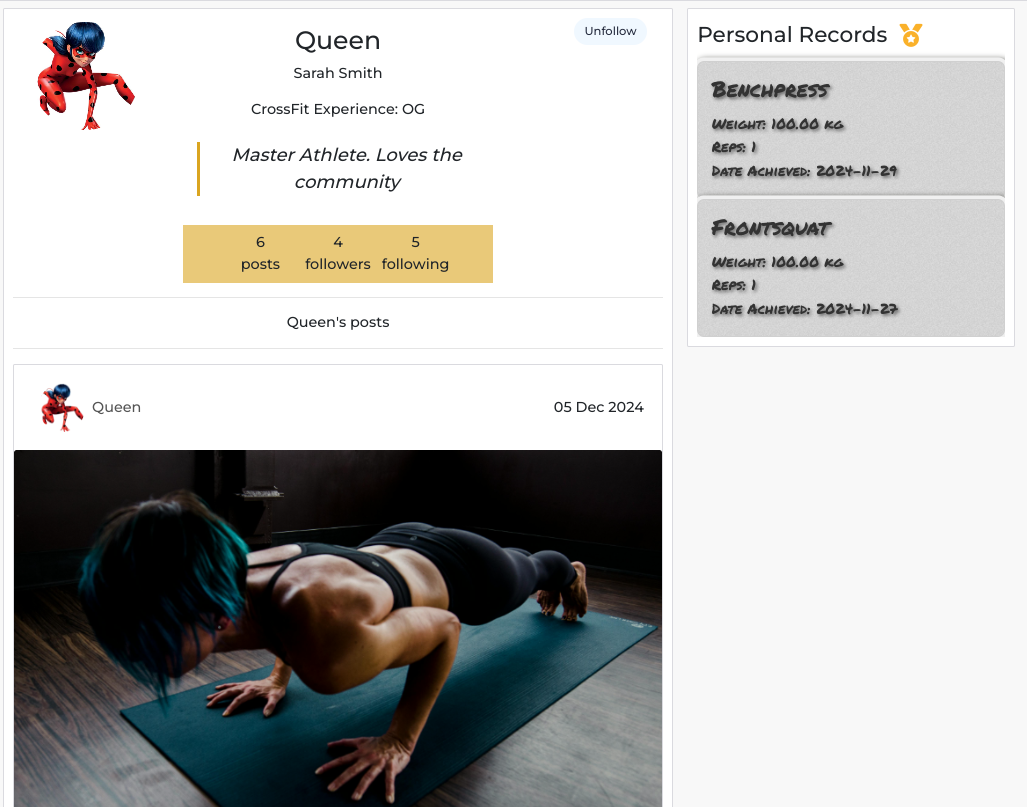 Queen
Unfollow
Sarah Smith
CrossFit Experience: OG
Master Athlete. Loves the
community
6 4 5
posts followers following
Queen's posts
Queen
05 Dec 2024
Personal Records
Benchpress
Weight: 100.00 kg
Reps: 1
Date Achieved: 2024-11-29
Frontsquat
Weight: 100.00 kg
Reps: 1
Date Achieved: 2024-11-27